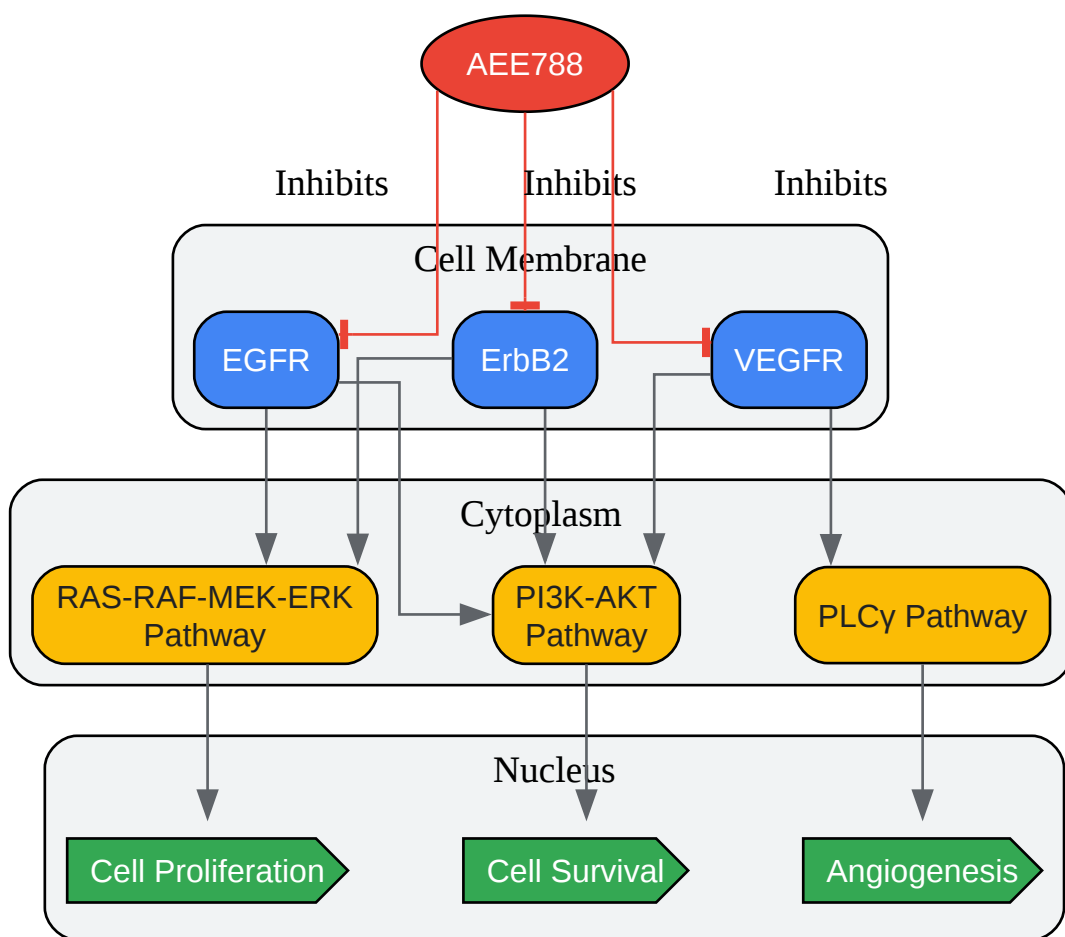 AEE788
Inhibits
Inhibits
Inhibits
Cell Membrane
EGFR
ErbB2
VEGFR
Cytoplasm
RAS-RAF-MEK-ERK
Pathway
PI3K-AKT
Pathway
PLCγ Pathway
Nucleus
Cell Proliferation
Cell Survival
Angiogenesis